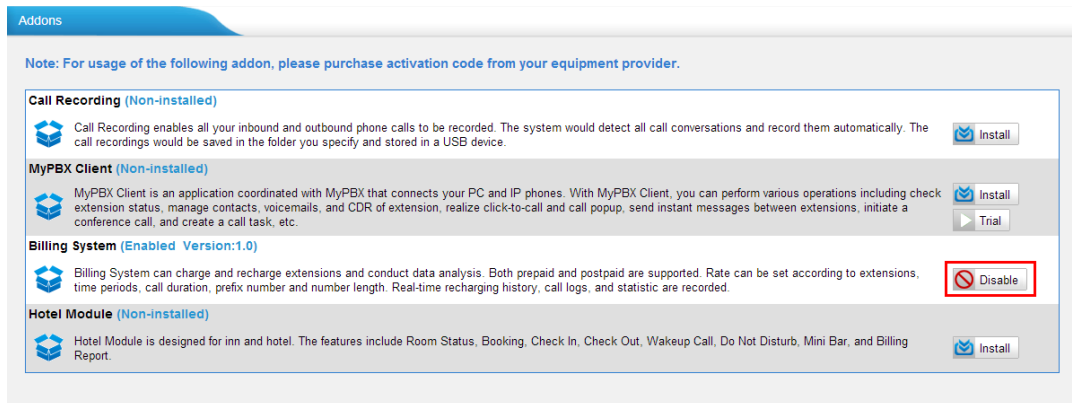 Addons
Note: For usage of the following addon, please purchase activation code from your equipment provider.
Call Recording (Non-installed)
Call Recording enables all your inbound and outbound phone calls to be recorded. The system would detect all call conversations and record them automatically. The
call recordings would be saved in the folder you specify and stored in a USB device.
Install
MyPBX Client (Non-installed)
MyPBX Client is an application coordinated with MyPBX that connects your PC and IP phones. With MyPBX Client, you can perform various operations including check
extension status, manage contacts, voicemails, and CDR of extension, realize click-to-call and call popup, send instant messages between extensions, initiate a
conference call, and create a call task, etc.
Install
Trial
Billing System (Enabled Version:1.0)
Billing System can charge and recharge extensions and conduct data analysis. Both prepaid and postpaid are supported. Rate can be set according to extensions,
time periods, call duration, prefix number and number length. Real-time recharging history, call logs, and statistic are recorded.
Disable
Hotel Module (Non-installed)
Hotel Module is designed for inn and hotel. The features include Room Status, Booking, Check In, Check Out, Wakeup Call, Do Not Disturb, Mini Bar, and Billing
Report.
Install